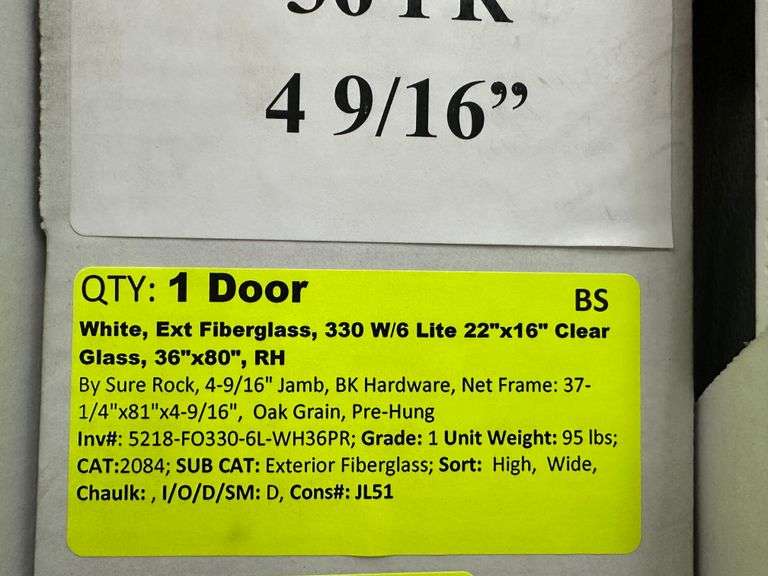 4 9/16”
QTY: 1 Door
BS
White, Ext Fiberglass, 330 W/6 Lite 22"x16" Clear
Glass, 36"x80", RH
By Sure Rock, 4-9/16" Jamb, BK Hardware, Net Frame: 37-
1/4"x81"x4-9/16", Oak Grain, Pre-Hung
Inv#: 5218-FO330-6L-WH36PR; Grade: 1 Unit Weight: 95 lbs;
CAT:2084; SUB CAT: Exterior Fiberglass; Sort: High, Wide,
Chaulk: , I/O/D/SM: D, Cons#: JL51